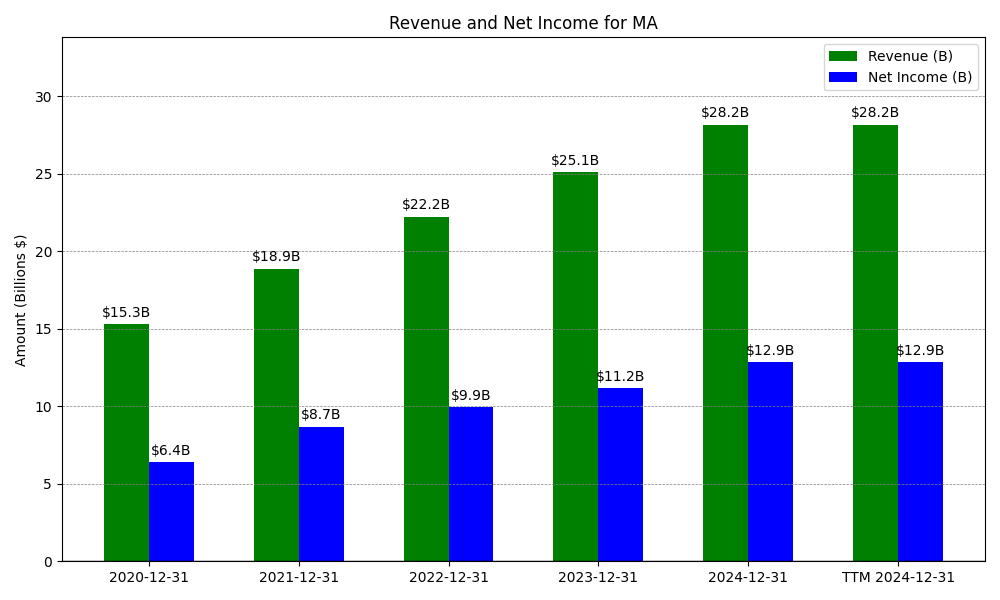 Revenue and Net Income for MA
Revenue (B)
Net Income (B)
Amount (Billions $)
30
25
20
15
10
5
0
$15.3B
$6.4B
$18.9B
$8.7B
$22.2B
$9.9B
$25.1B
$11.2B
$28.2B
$12.9B
$28.2B
$12.9B
2020-12-31
2021-12-31
2022-12-31
2023-12-31
2024-12-31
TTM 2024-12-31